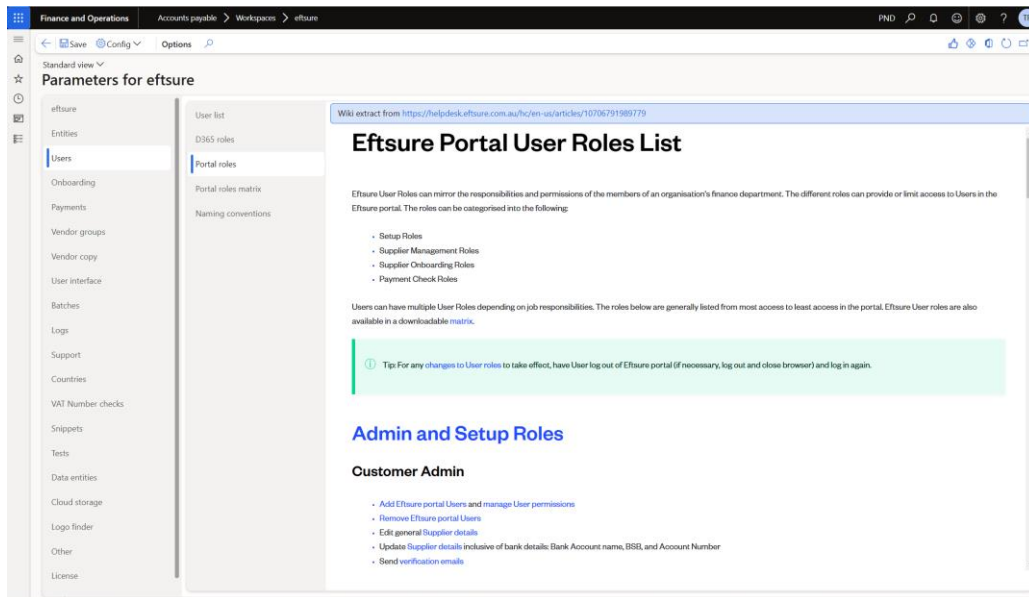 Finance and Operations
Accounts payable > Workspaces > eftsure
PND
?
Save
Config
Options
Standard view
Parameters for eftsure
eftsure
Entities
Users
Onboarding
Payments
Vendor groups
Vendor copy
User interface
Batches
Logs
Support
Countries
VAT Number checks
Snippets
Tests
Data entities
Cloud storage
Logo finder
Other
License
User list
D365 roles
Portal roles
Portal roles matrix
Naming conventions
Wiki extract from https://helpdesk.eftsure.com.au/hc/en-us/articles/10706791989779
Eftsure Portal User Roles List
Eftsure User Roles can mirror the responsibilities and permissions of the members of an organisation's finance department. The different roles can provide or limit access to Users in the
Eftsure portal. The roles can be categorised into the following:
• Setup Roles
• Supplier Management Roles
• Supplier Onboarding Roles
• Payment Check Roles
Users can have multiple User Roles depending on job responsibilities. The roles below are generally listed from most access to least access in the portal. Eftsure User roles are also
available in a downloadable matrix.
Tip: For any changes to User roles to take effect, have User log out of Eftsure portal (if necessary, log out and close browser) and log in again.
Admin and Setup Roles
Customer Admin
• Add Eftsure portal Users and manage User permissions
• Remove Eftsure portal Users
• Edit general Supplier details
• Update Supplier details inclusive of bank details: Bank Account name, BSB, and Account Number
• Send verification emails